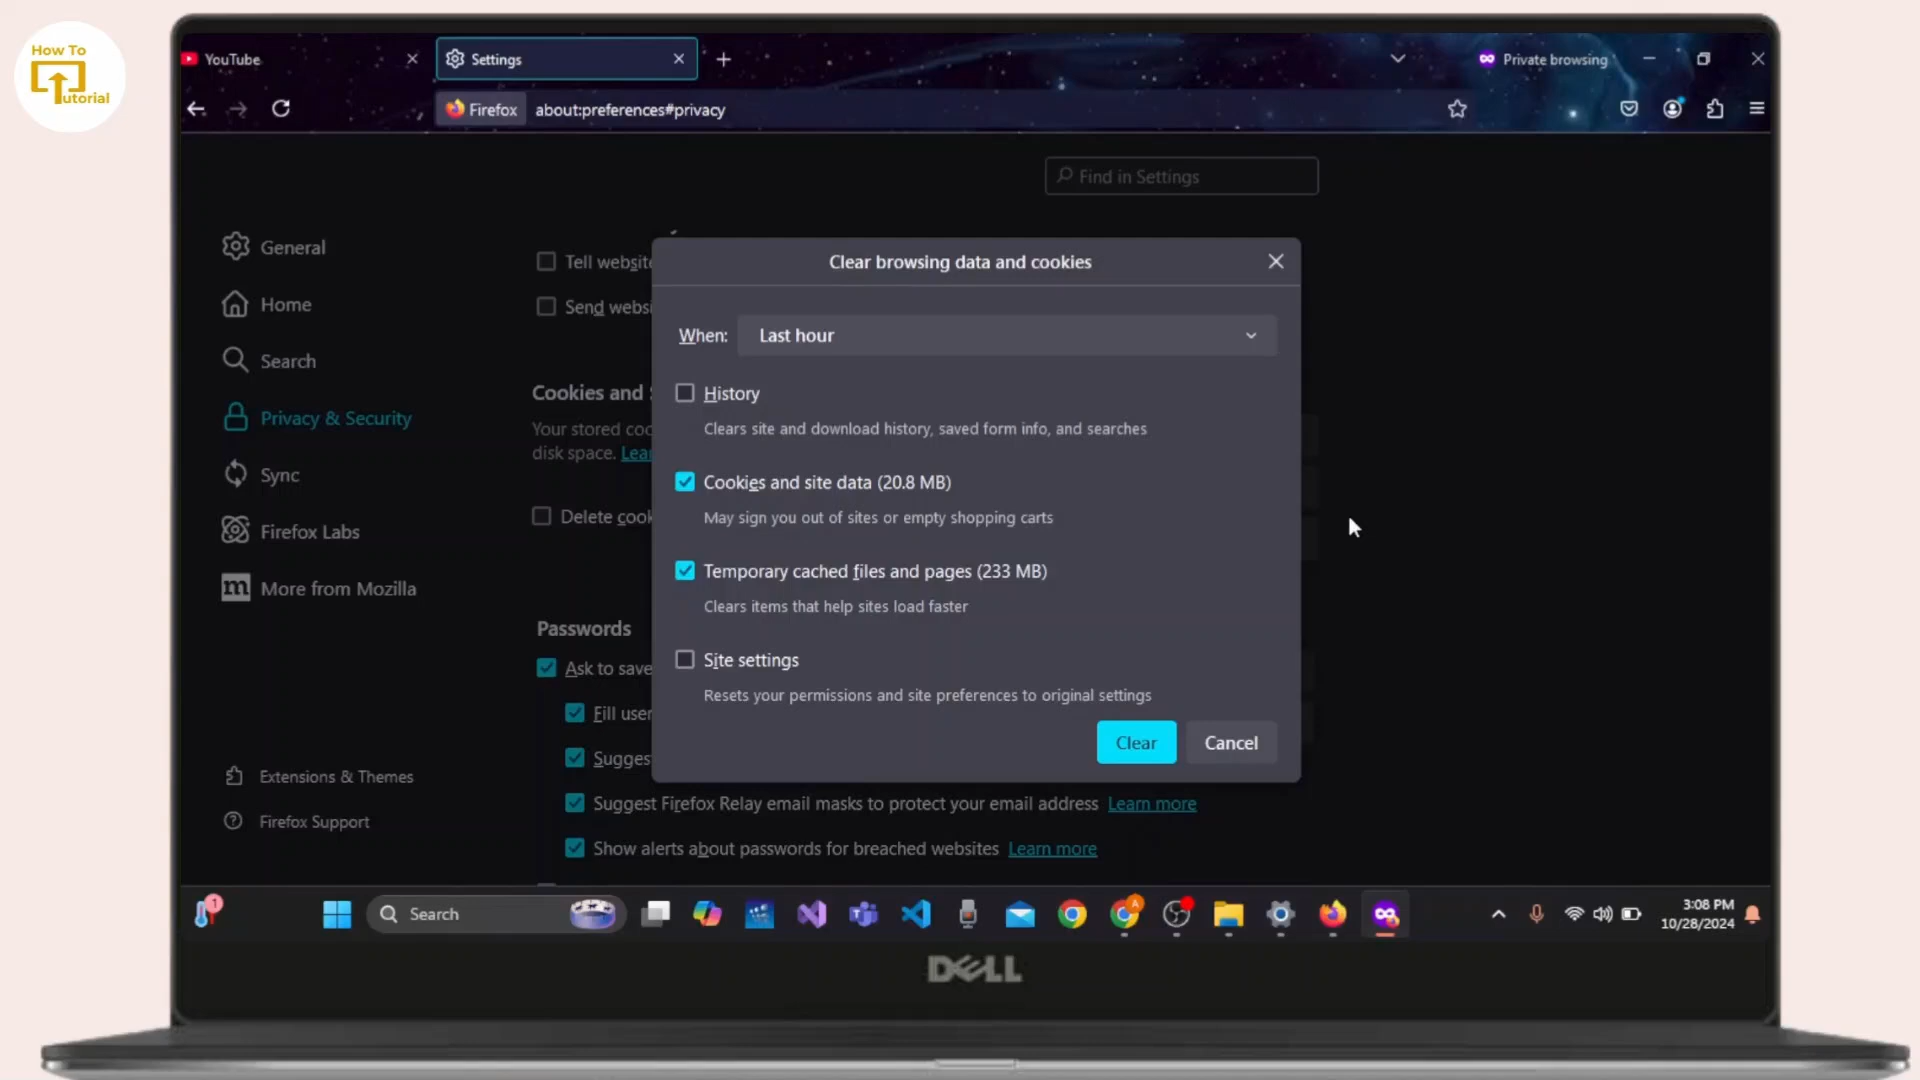 How To
utorial
YouTube
Settings
Private browsing
Firefox
about:preferences#privacy
Find in Settings
General
Home
Search
Privacy & Security
Sync
Firefox Labs
More from Mozilla
Extensions & Themes
Firefox Support
Tell website
Send websi
Cookies and S
Your stored coo
disk space. Lear
Delete cook
Passwords
Ask to save
Fill user
Sugges
Suggest Firefox Relay email masks to protect your email address Learn more
Show alerts about passwords for breached websites Learn more
Clear browsing data and cookies
When: Last hour
History
Clears site and download history, saved form info, and searches
Cookies and site data (20.8 MB)
May sign you out of sites or empty shopping carts
Temporary cached files and pages (233 MB)
Clears items that help sites load faster
Site settings
Resets your permissions and site preferences to original settings
Clear
Cancel
1
Search
A
3:08 PM
10/28/2024
DELL